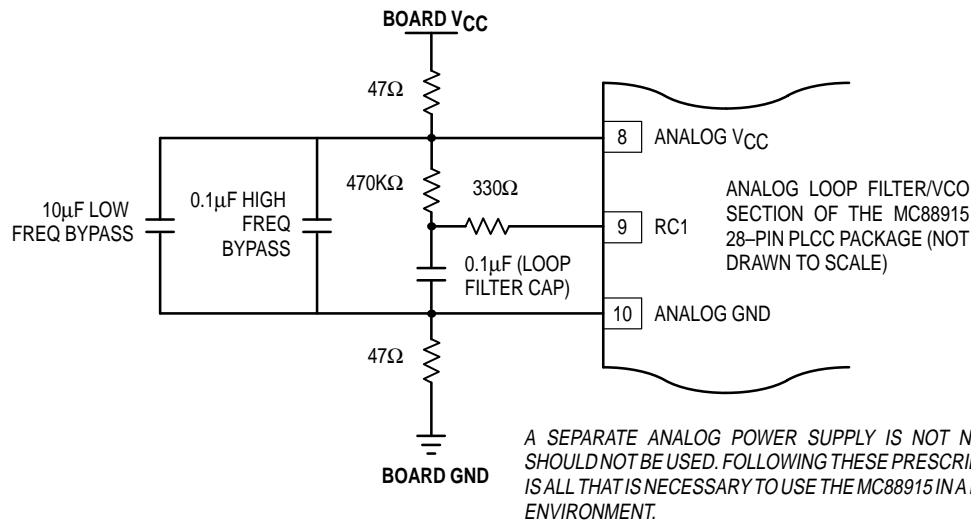 BOARD VCC
47Ω
8 ANALOG VCC
470KΩ
330Ω
10µF LOW
FREQ BYPASS
0.1µF HIGH
FREQ
BYPASS
9 RC1
ANALOG LOOP FILTER/VCO
SECTION OF THE MC88915
28–PIN PLCC PACKAGE (NOT
DRAWN TO SCALE)
0.1µF (LOOP
FILTER CAP)
10 ANALOG GND
47Ω
BOARD GND
A SEPARATE ANALOG POWER SUPPLY IS NOT
SHOULD NOT BE USED. FOLLOWING THESE
IS ALL THAT IS NECESSARY TO USE THE MC88915 IN A
ENVIRONMENT.